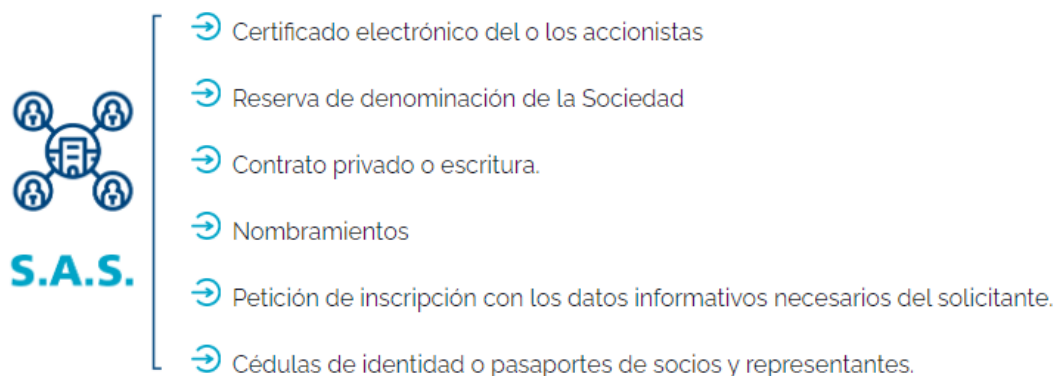 Certificado electrónico del o los accionistas
Reserva de denominación de la Sociedad
Contrato privado o escritura.
Nombramientos
S.A.S.
Petición de inscripción con los datos informativos necesarios del solicitante.
Cédulas de identidad o pasaportes de socios y representantes.